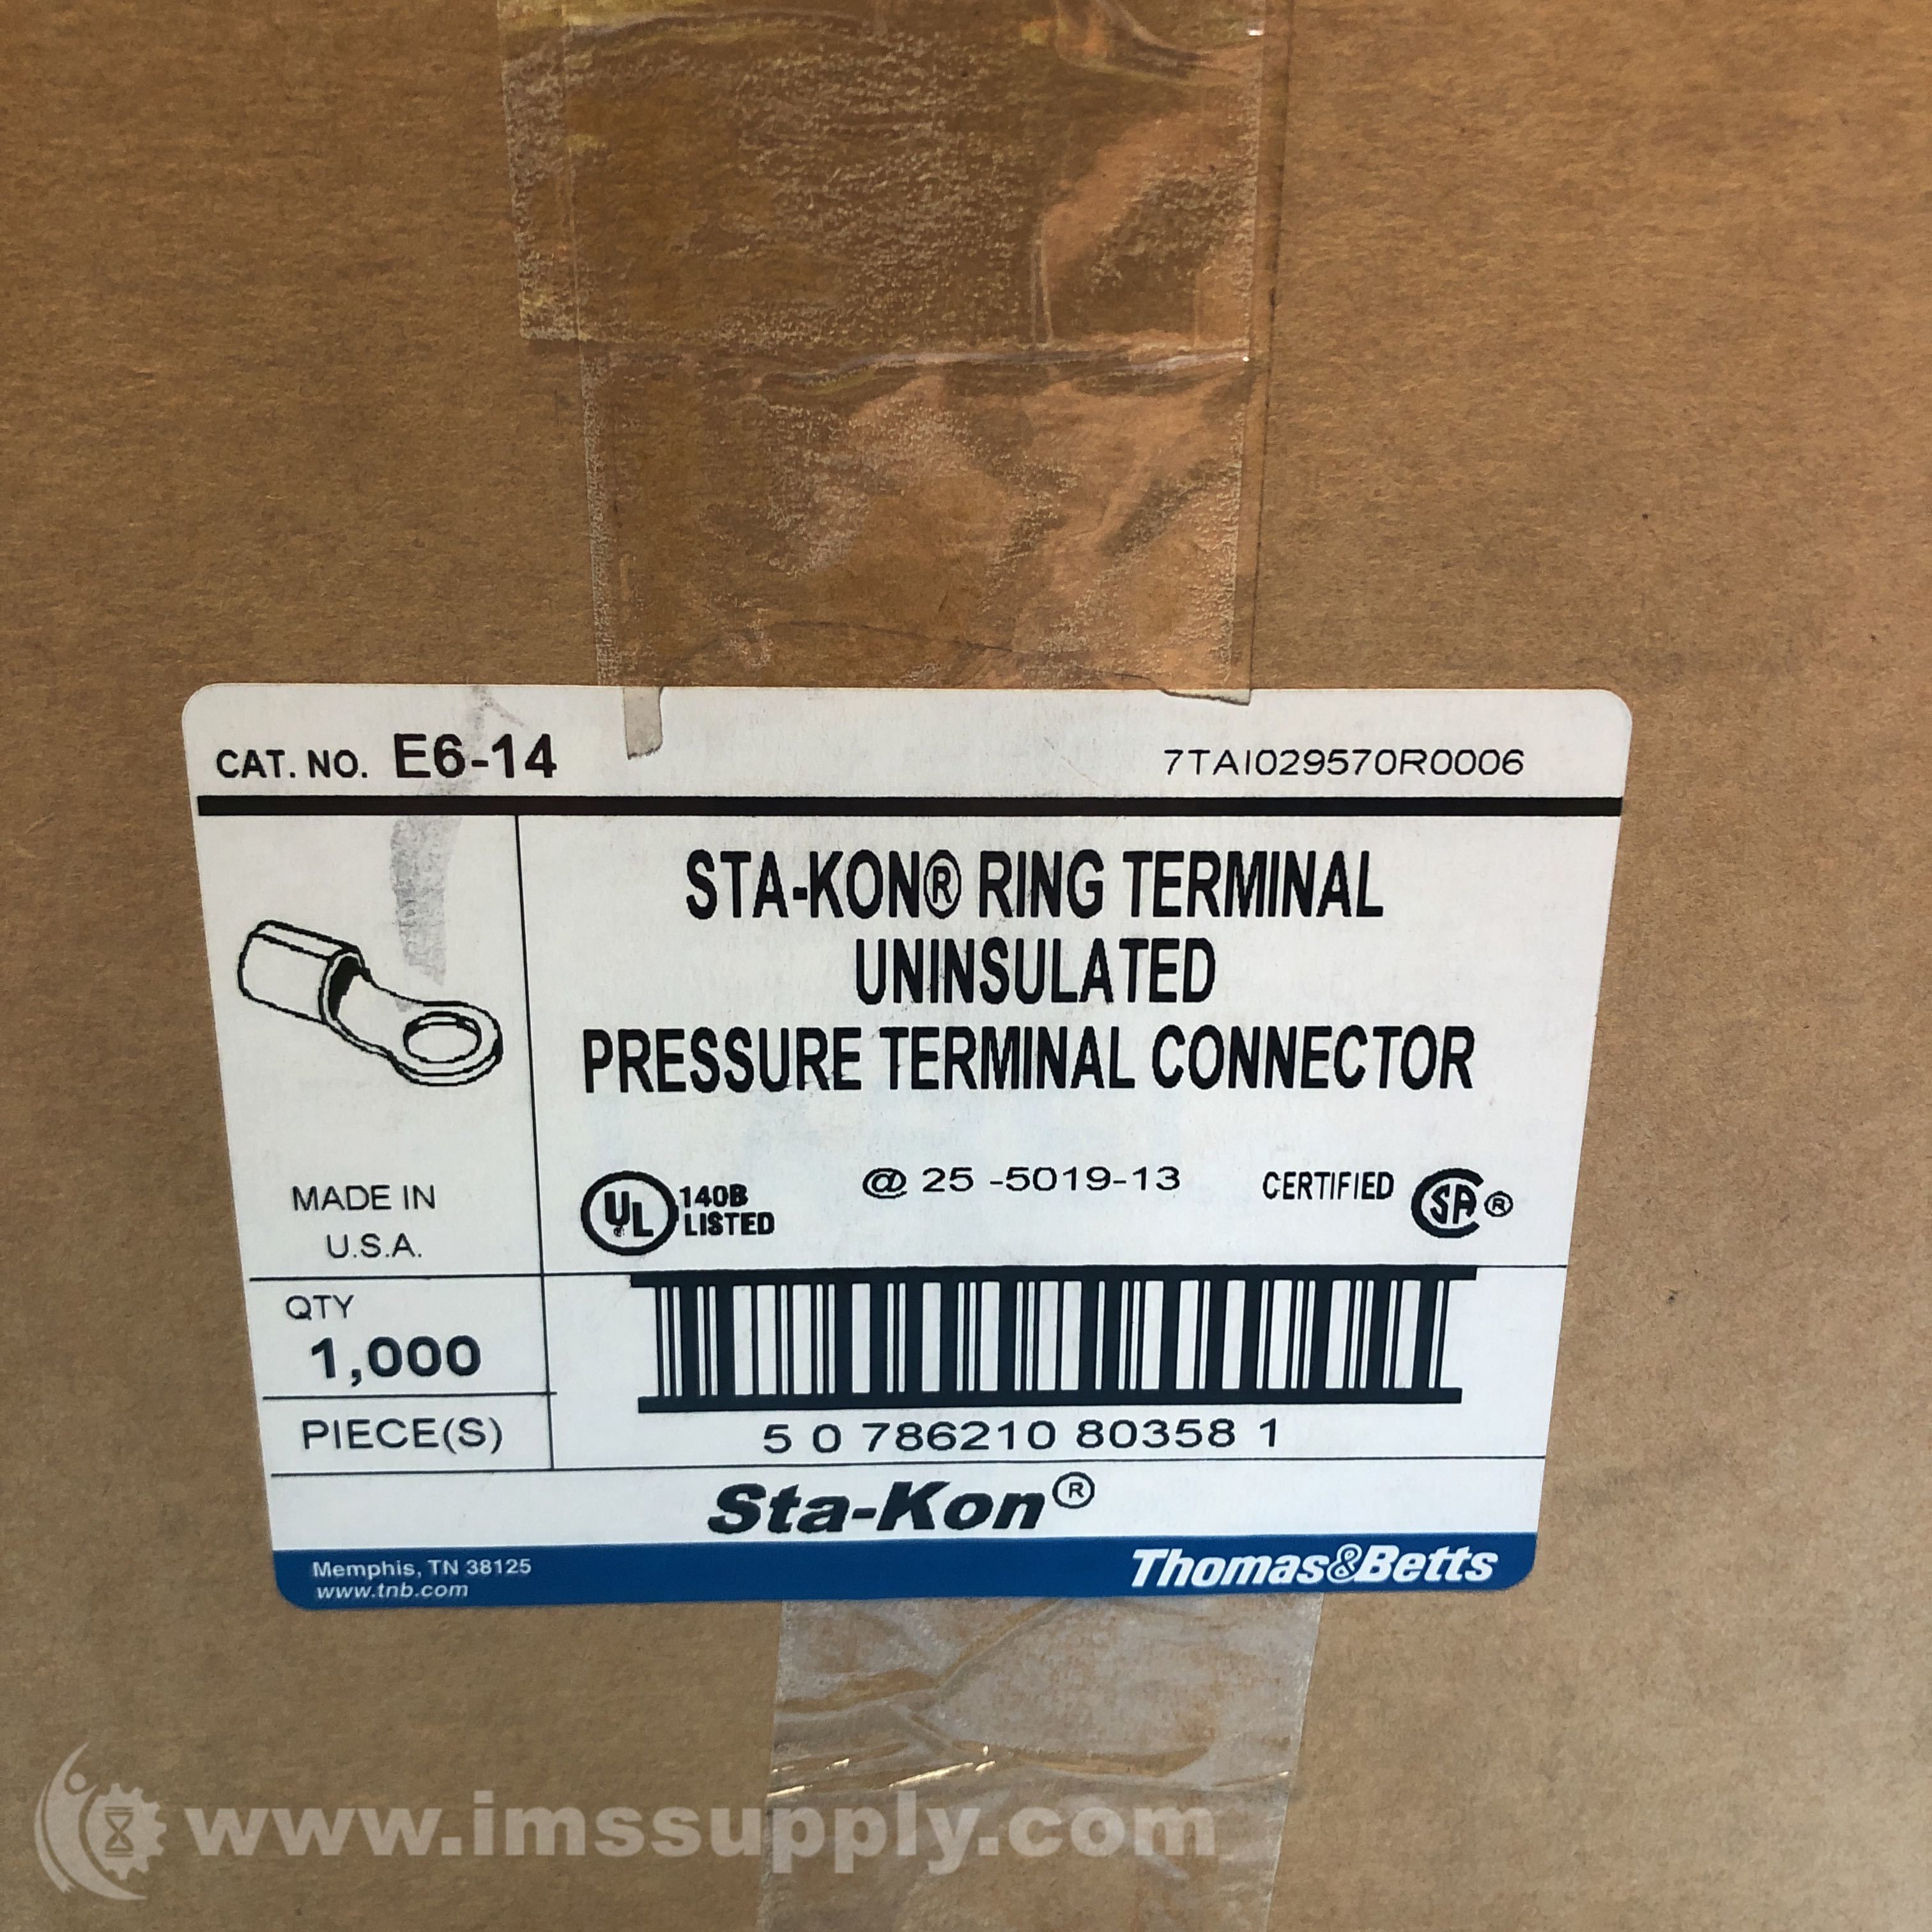 CAT. NO. E6-14 7TAI029570R0006
STA-KON® RING TERMINAL
UNINSULATED
PRESSURE TERMINAL CONNECTOR
MADE IN
U.S.A.
UL 140B
LISTED
@ 25 -5019-13
CERTIFIED SA ®
QTY
1,000
PIECE(S)
5 0 786210 80358 1
Sta-Kon®
Memphis, TN 38125
www.tnb.com
Thomas&Betts
www.imssupply.com